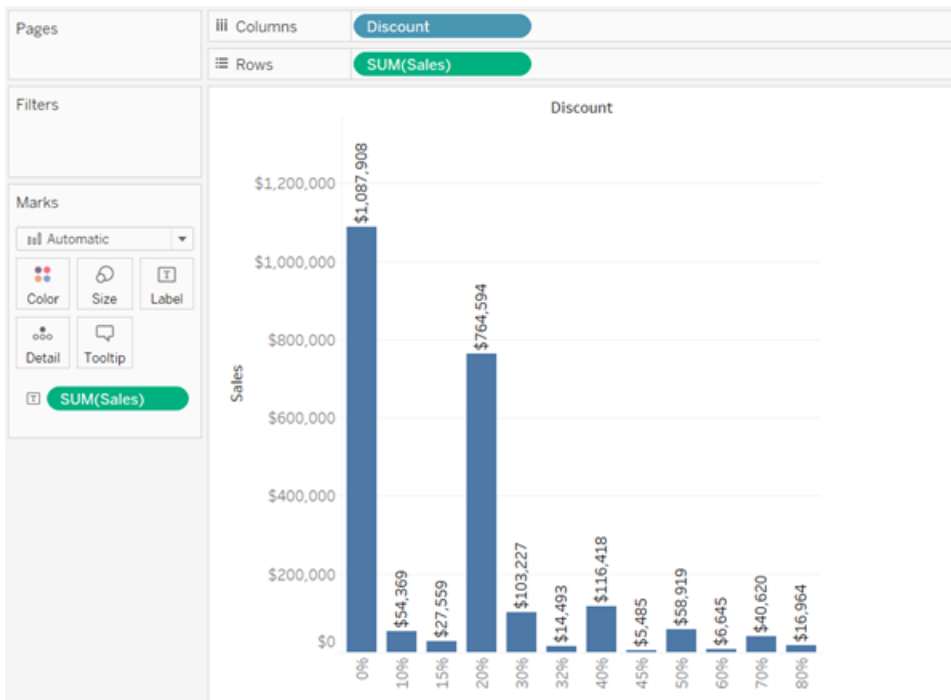 Pages
Columns
Discount
Rows
SUM(Sales)
Filters
Marks
Automatic
Color
Size
Label
Detail
Tooltip
SUM(Sales)
Discount
Sales
$1,200,000
$1,000,000
$800,000
$600,000
$400,000
$200,000
$0
$1,087,908
$54,369
$27,559
$764,594
$103,227
$14,493
$116,418
$5,485
$58,919
$6,645
$40,620
$16,964
0%
10%
15%
20%
30%
32%
40%
45%
50%
60%
70%
80%